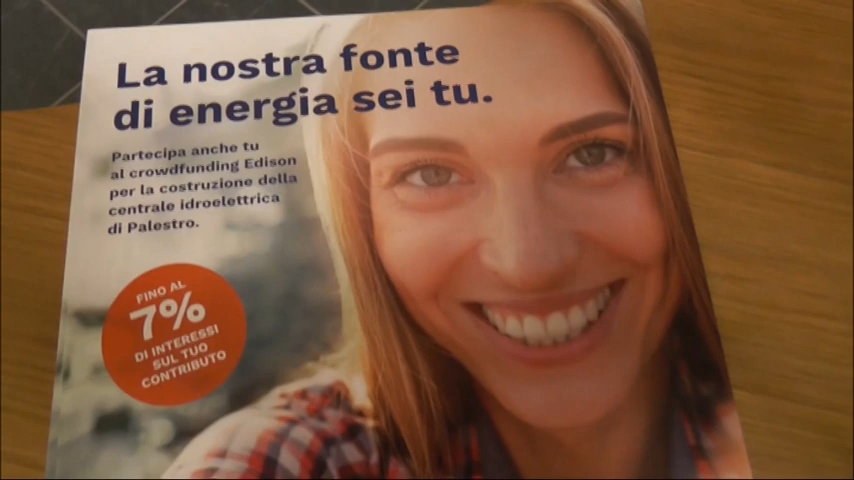 La nostra fonte
di energia sei tu.
Partecipa anche tu
al crowdfunding Edison
per la costruzione della
centrale idroelettrica
di Palestro.
FINO AL
7%
DI INTERESSI
SUL TUO
CONTRIBUTO